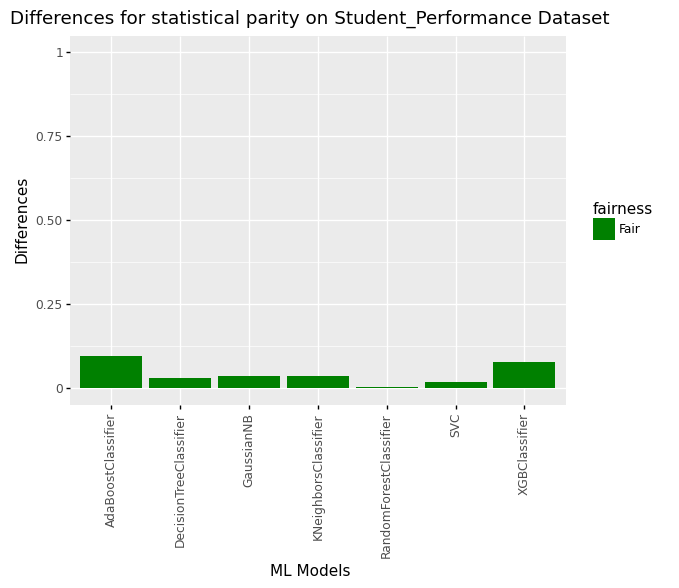 Differences for statistical parity on Student_Performance Dataset
1
0.75
0.50
0.25
0
Differences
AdaBoostClassifier
DecisionTreeClassifier
GaussianNB
KNeighborsClassifier
RandomForestClassifier
SVC
XGBClassifier
ML Models
fairness
Fair